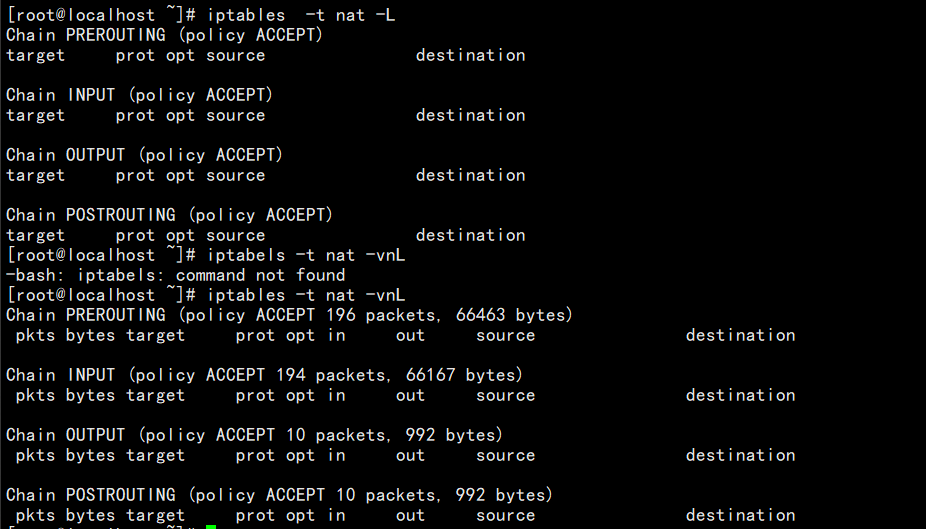 [root@localhost ~]# iptables  -t nat -L
Chain PREROUTING (policy ACCEPT)
target     prot opt source               destination
Chain INPUT (policy ACCEPT)
target     prot opt source               destination
Chain OUTPUT (policy ACCEPT)
target     prot opt source               destination
Chain POSTROUTING (policy ACCEPT)
target     prot opt source               destination
[root@localhost ~]# iptabels -t nat -vnL
-bash: iptabels: command not found
[root@localhost ~]# iptables -t nat -vnL
Chain PREROUTING (policy ACCEPT 196 packets, 66463 bytes)
 pkts bytes target     prot opt in     out     source               destination
Chain INPUT (policy ACCEPT 194 packets, 66167 bytes)
 pkts bytes target     prot opt in     out     source               destination
Chain OUTPUT (policy ACCEPT 10 packets, 992 bytes)
 pkts bytes target     prot opt in     out     source               destination
Chain POSTROUTING (policy ACCEPT 10 packets, 992 bytes)
 pkts bytes target     prot opt in     out     source               destination